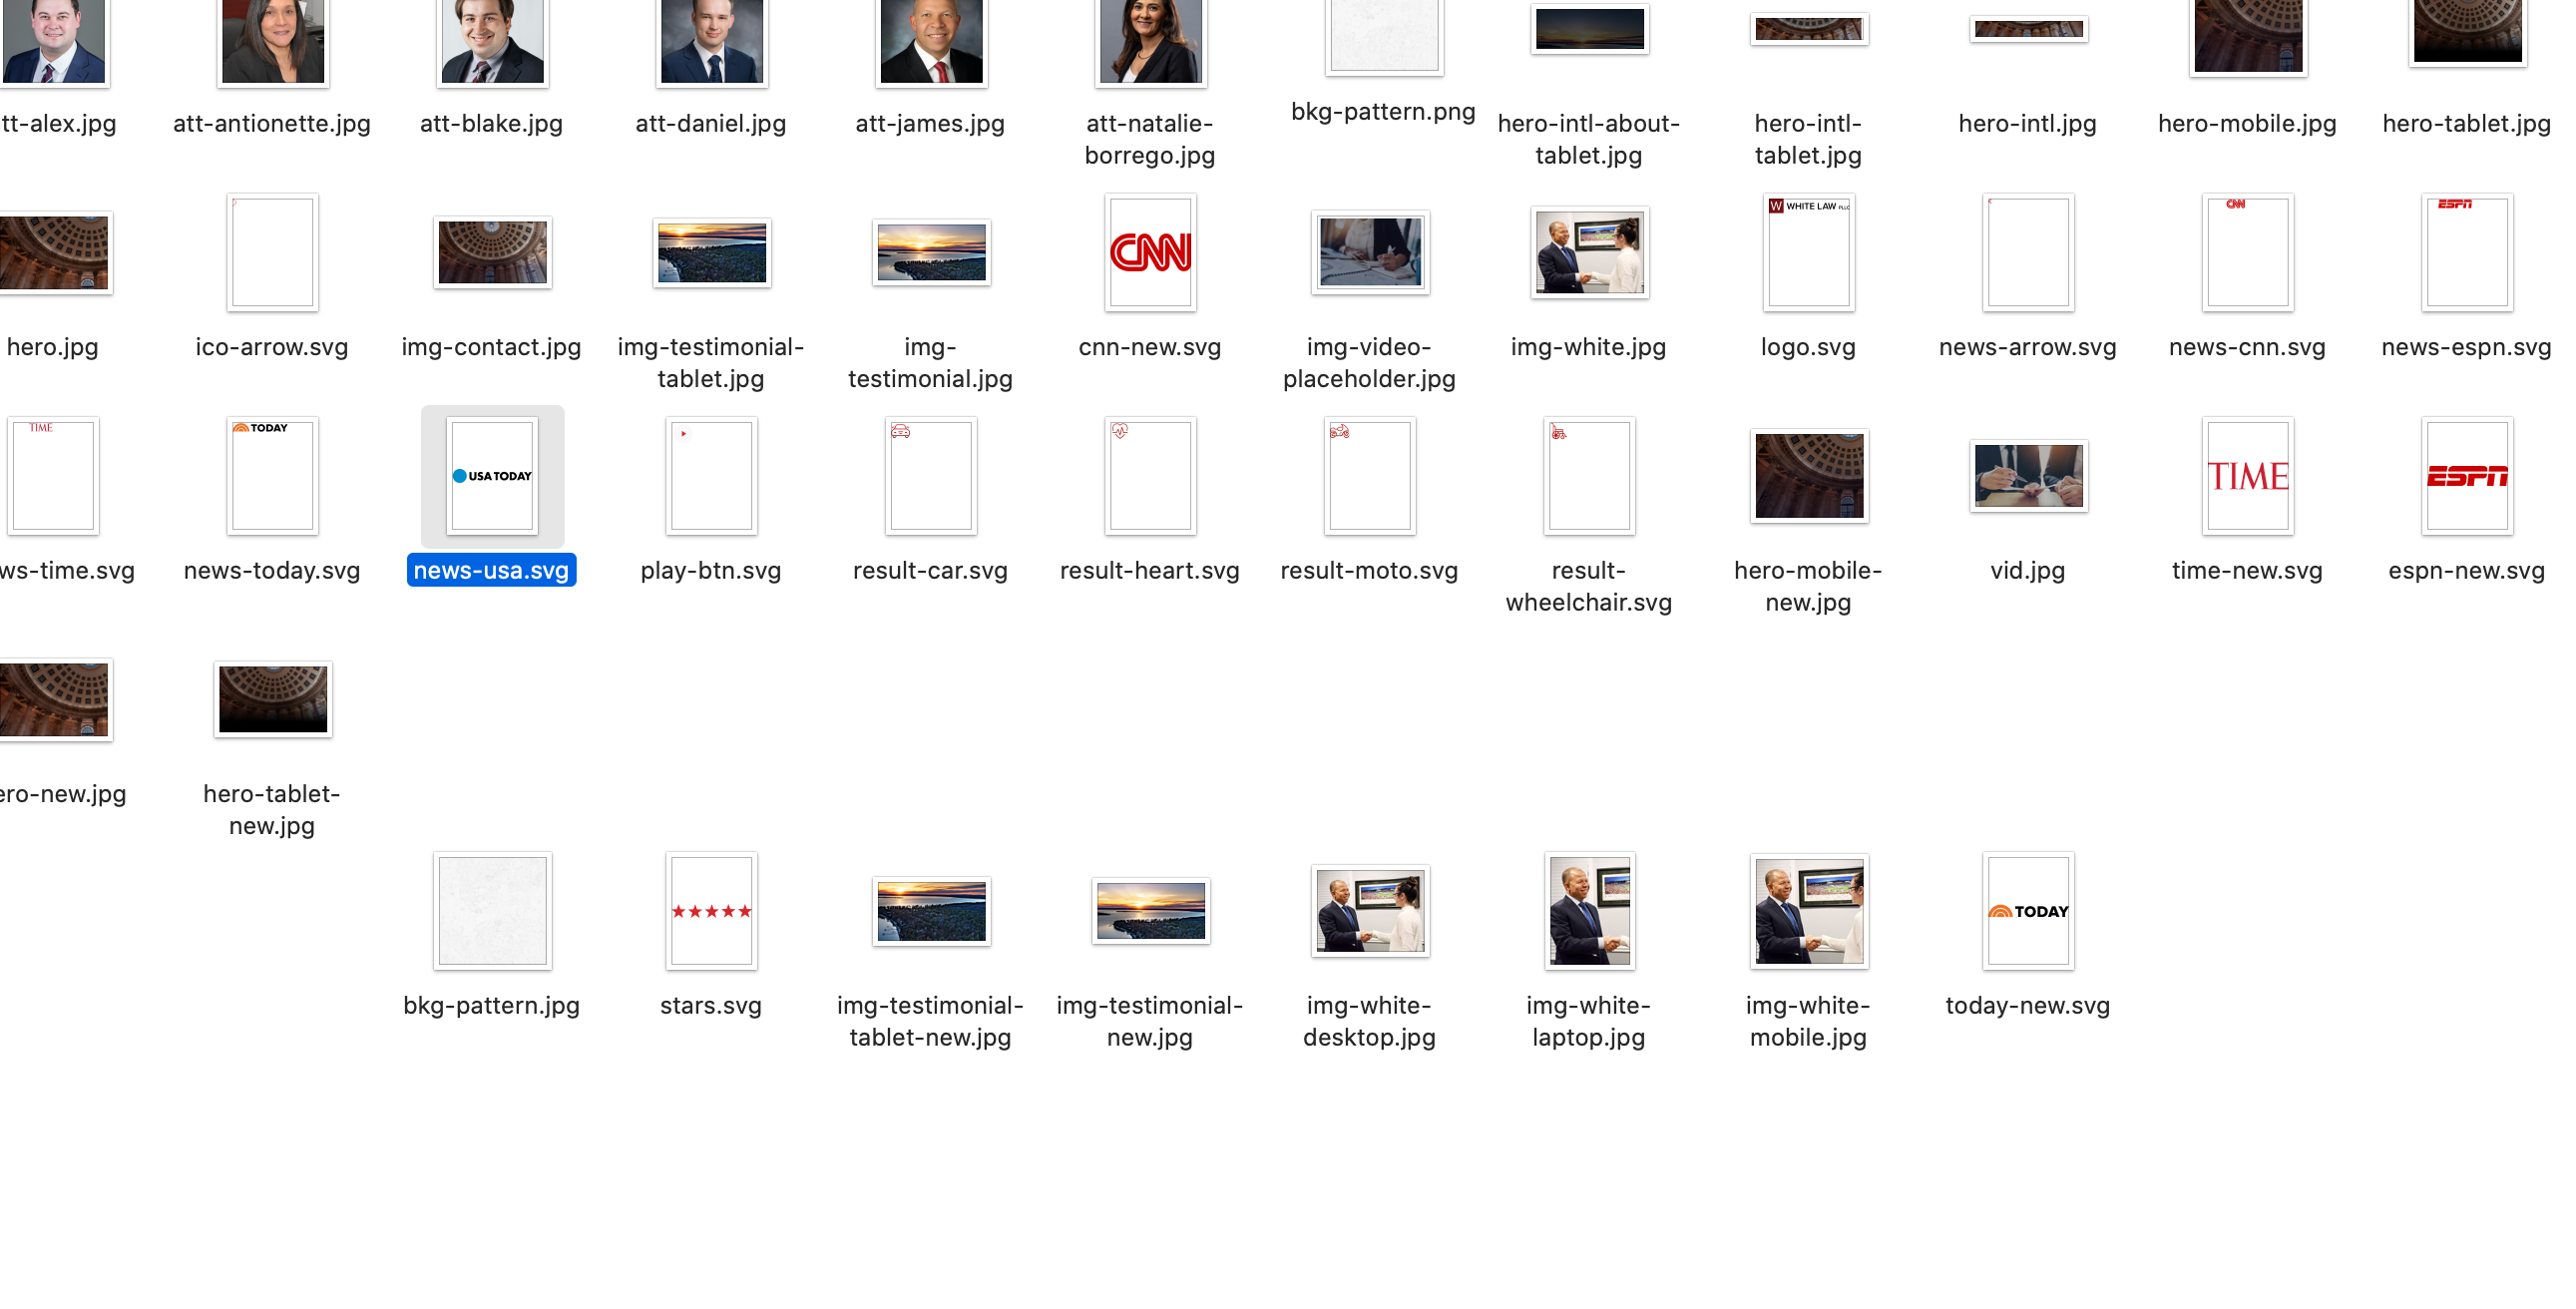 tt-alex.jpg
att-antionette.jpg
att-blake.jpg
att-daniel.jpg
att-james.jpg
att-natalie-
borrego.jpg
bkg-pattern.png
hero-intl-about-
tablet.jpg
hero-intl-
tablet.jpg
hero-intl.jpg
hero-mobile.jpg
hero-tablet.jpg
CNN
W WHITE LAW PLLC
CNN
ESPN
hero.jpg
ico-arrow.svg
img-contact.jpg
img-testimonial-
tablet.jpg
img-
testimonial.jpg
cnn-new.svg
img-video-
placeholder.jpg
img-white.jpg
logo.svg
news-arrow.svg
news-cnn.svg
news-espn.svg
TIME
TODAY
USA TODAY
TIME
ESPN
ws-time.svg
news-today.svg
news-usa.svg
play-btn.svg
result-car.svg
result-heart.svg
result-moto.svg
result-
wheelchair.svg
hero-mobile-
new.jpg
vid.jpg
time-new.svg
espn-new.svg
ero-new.jpg
hero-tablet-
new.jpg
TODAY
bkg-pattern.jpg
stars.svg
img-testimonial-
tablet-new.jpg
img-testimonial-
new.jpg
img-white-
desktop.jpg
img-white-
laptop.jpg
img-white-
mobile.jpg
today-new.svg